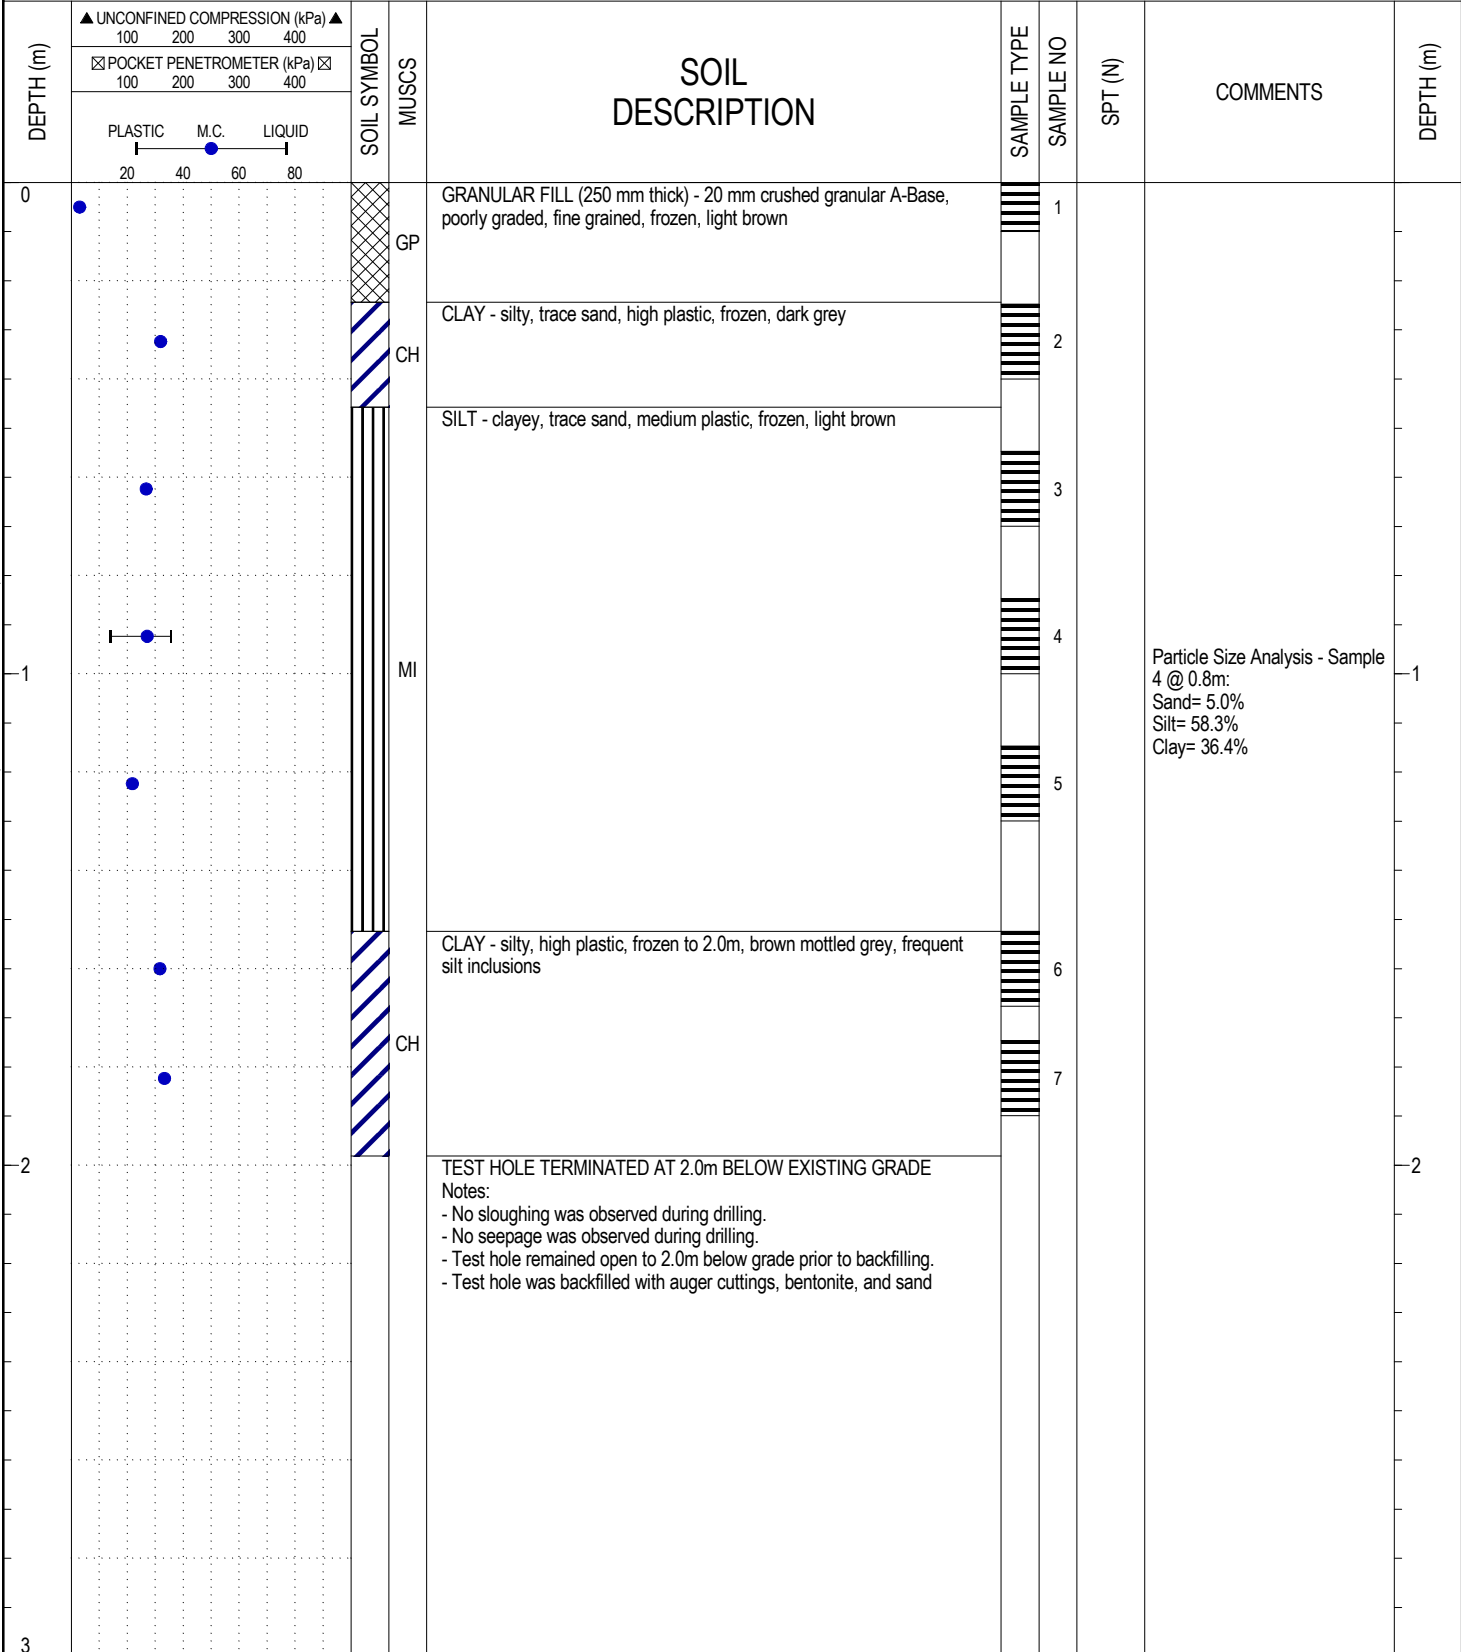 ▲ UNCONFINED COMPRESSION (kPa) ▲
100 200 300 400
☒ POCKET PENETROMETER (kPa) ☒
100 200 300 400
PLASTIC M.C. LIQUID
20 40 60 80
DEPTH (m)
SOIL SYMBOL
MUSCS
SOIL
DESCRIPTION
SAMPLE TYPE
SAMPLE NO
SPT (N)
COMMENTS
DEPTH (m)
0
GRANULAR FILL (250 mm thick) - 20 mm crushed granular A-Base,
poorly graded, fine grained, frozen, light brown
1
GP
CLAY - silty, trace sand, high plastic, frozen, dark grey
2
CH
SILT - clayey, trace sand, medium plastic, frozen, light brown
3
4
Particle Size Analysis - Sample
4 @ 0.8m:
Sand= 5.0%
Silt= 58.3%
Clay= 36.4%
1
MI
1
5
CLAY - silty, high plastic, frozen to 2.0m, brown mottled grey, frequent
silt inclusions
6
CH
7
2
TEST HOLE TERMINATED AT 2.0m BELOW EXISTING GRADE
2
Notes:
- No sloughing was observed during drilling.
- No seepage was observed during drilling.
- Test hole remained open to 2.0m below grade prior to backfilling.
- Test hole was backfilled with auger cuttings, bentonite, and sand
3